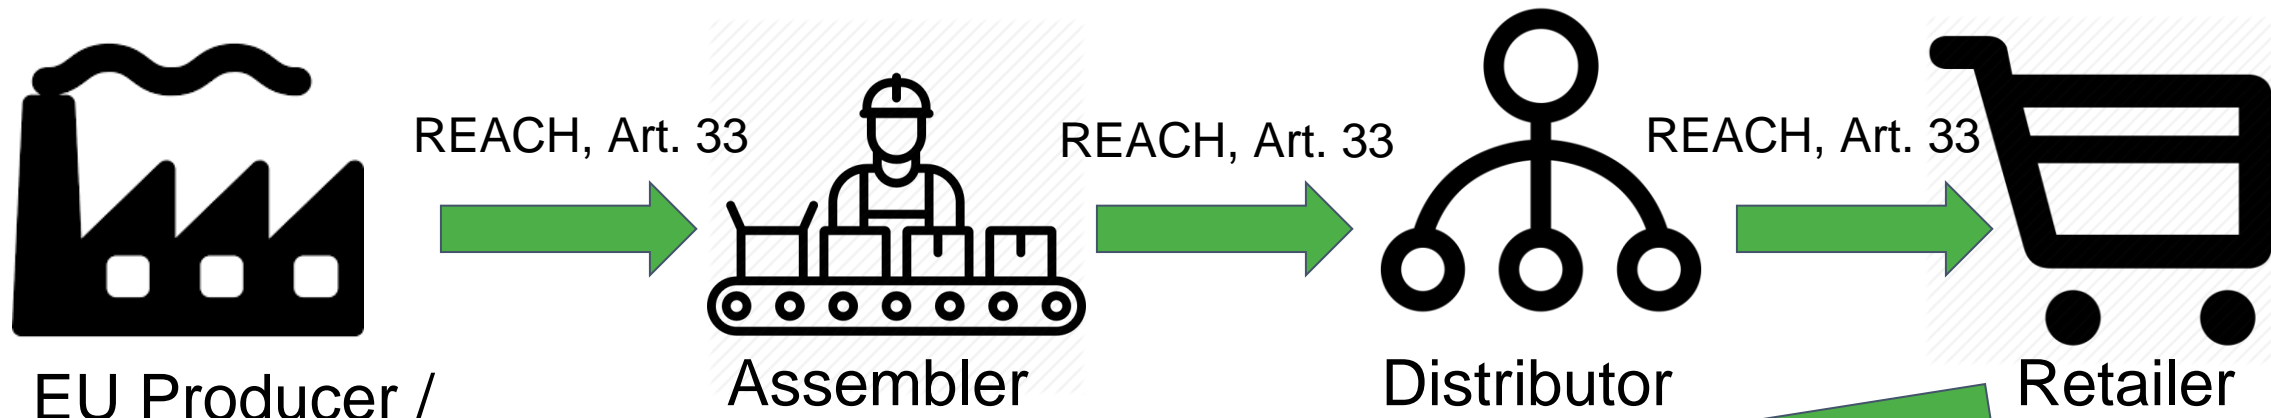 REACH, Art. 33
REACH, Art. 33
REACH, Art. 33
EU Producer /
Assembler
Distributor
Retailer